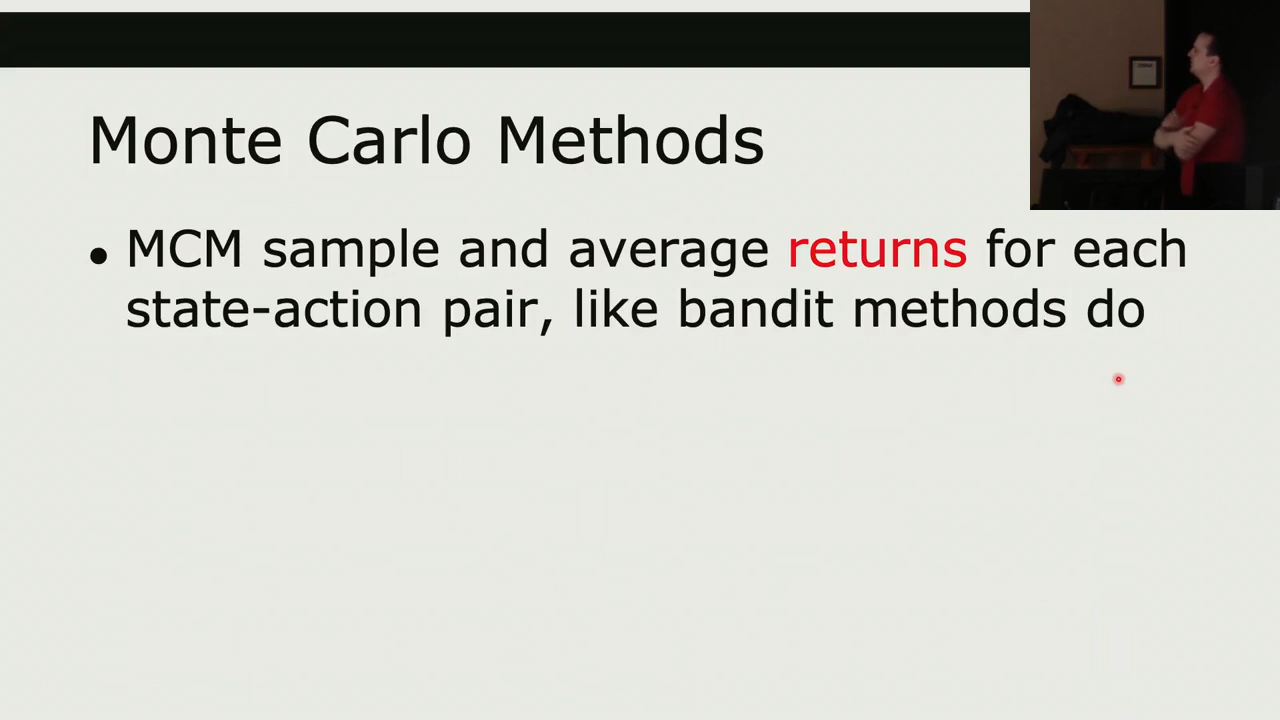 Monte Carlo Methods
• MCM sample and average returns for each
state-action pair, like bandit methods do